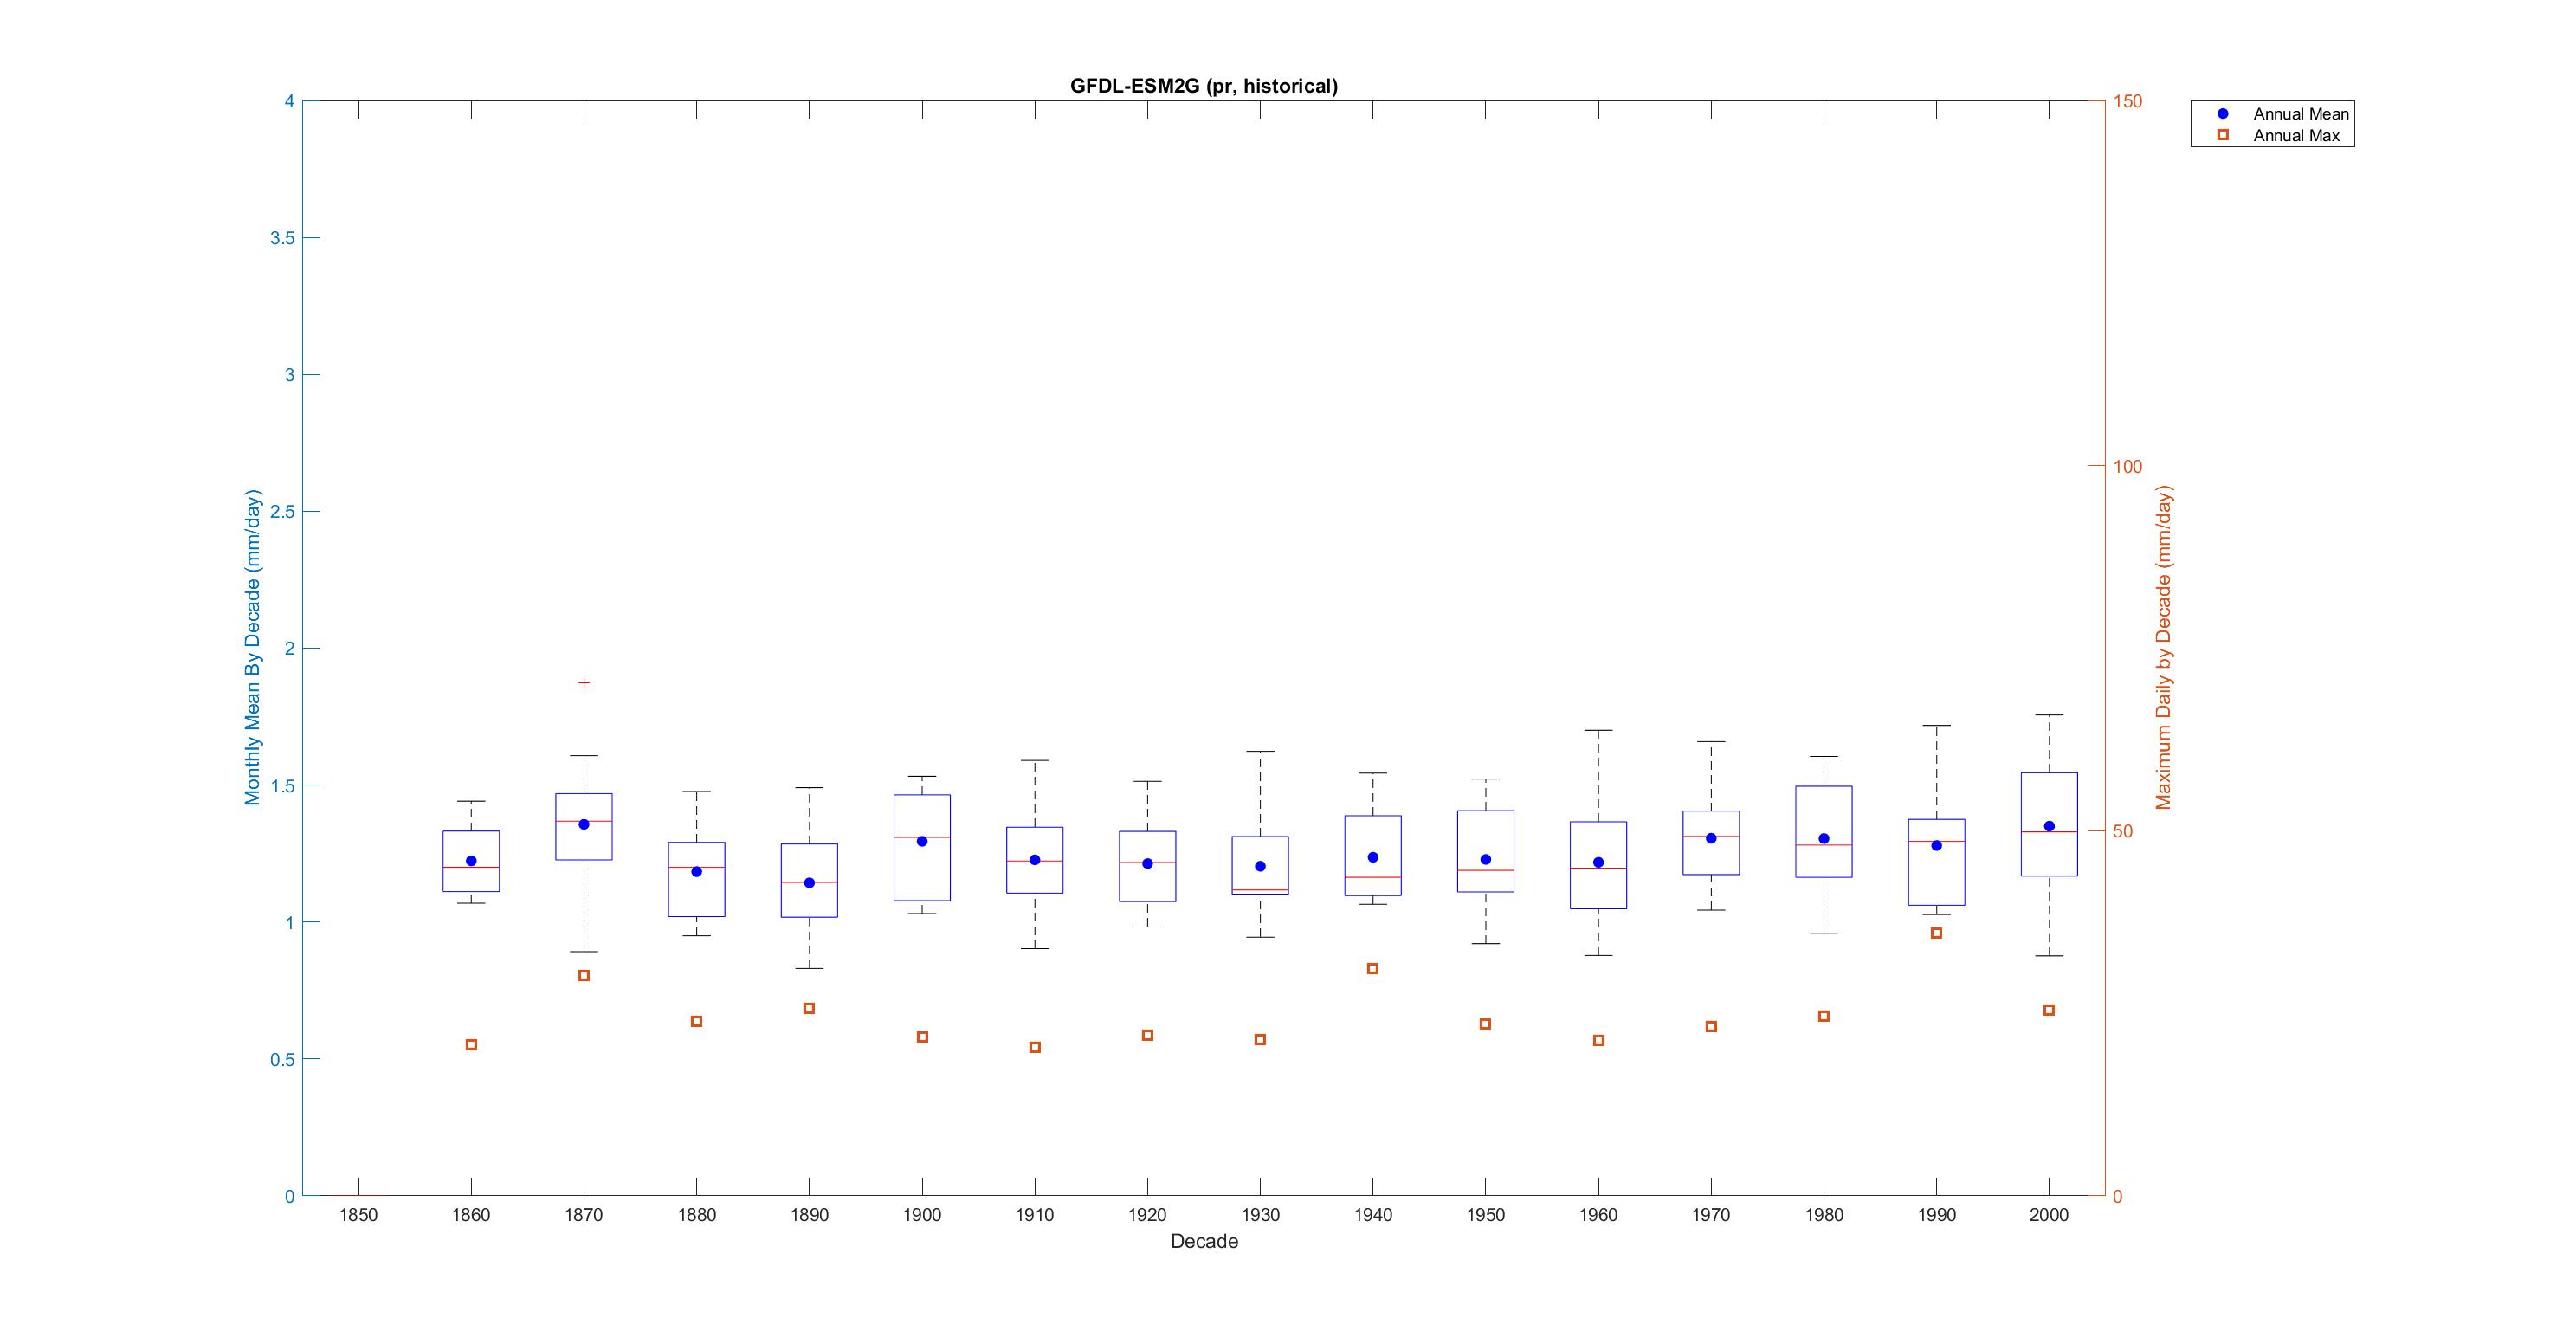 GFDL-ESM2G (pr, historical)
Annual Mean
Annual Max
4
3.5
3
2.5
2
1.5
1
0.5
0
Monthly Mean By Decade (mm/day)
150
100
50
0
Maximum Daily by Decade (mm/day)
1850 1860 1870 1880 1890 1900 1910 1920 1930 1940 1950 1960 1970 1980 1990 2000
Decade